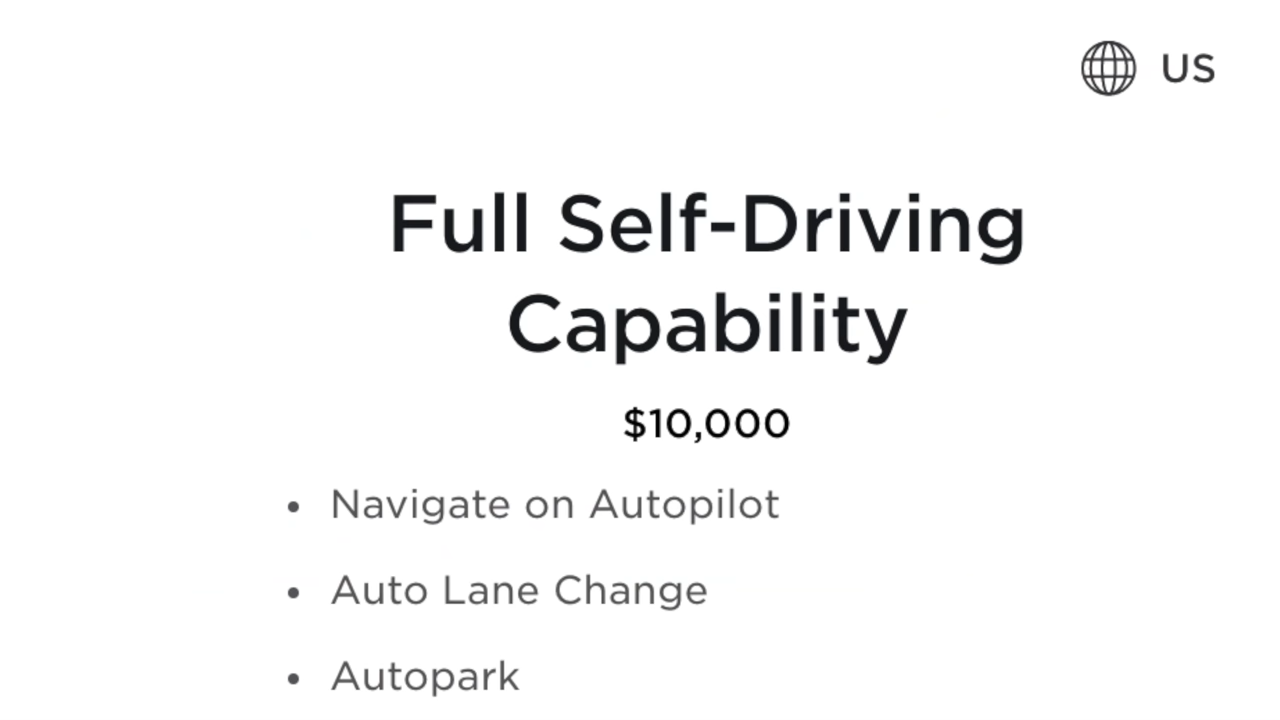 US
Full Self-Driving
Capability
$10,000
• Navigate on Autopilot
• Auto Lane Change
• Autopark